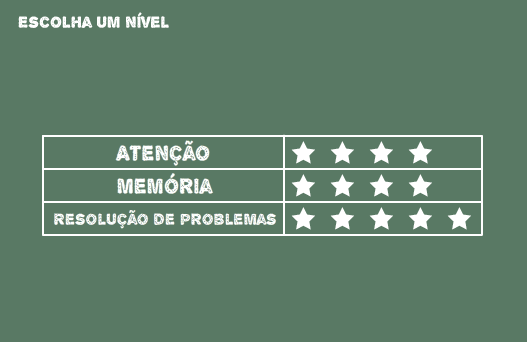 ESCOLHA UM NÍVEL
ATENÇÃO
MEMÓRIA
RESOLUÇÃO DE PROBLEMAS